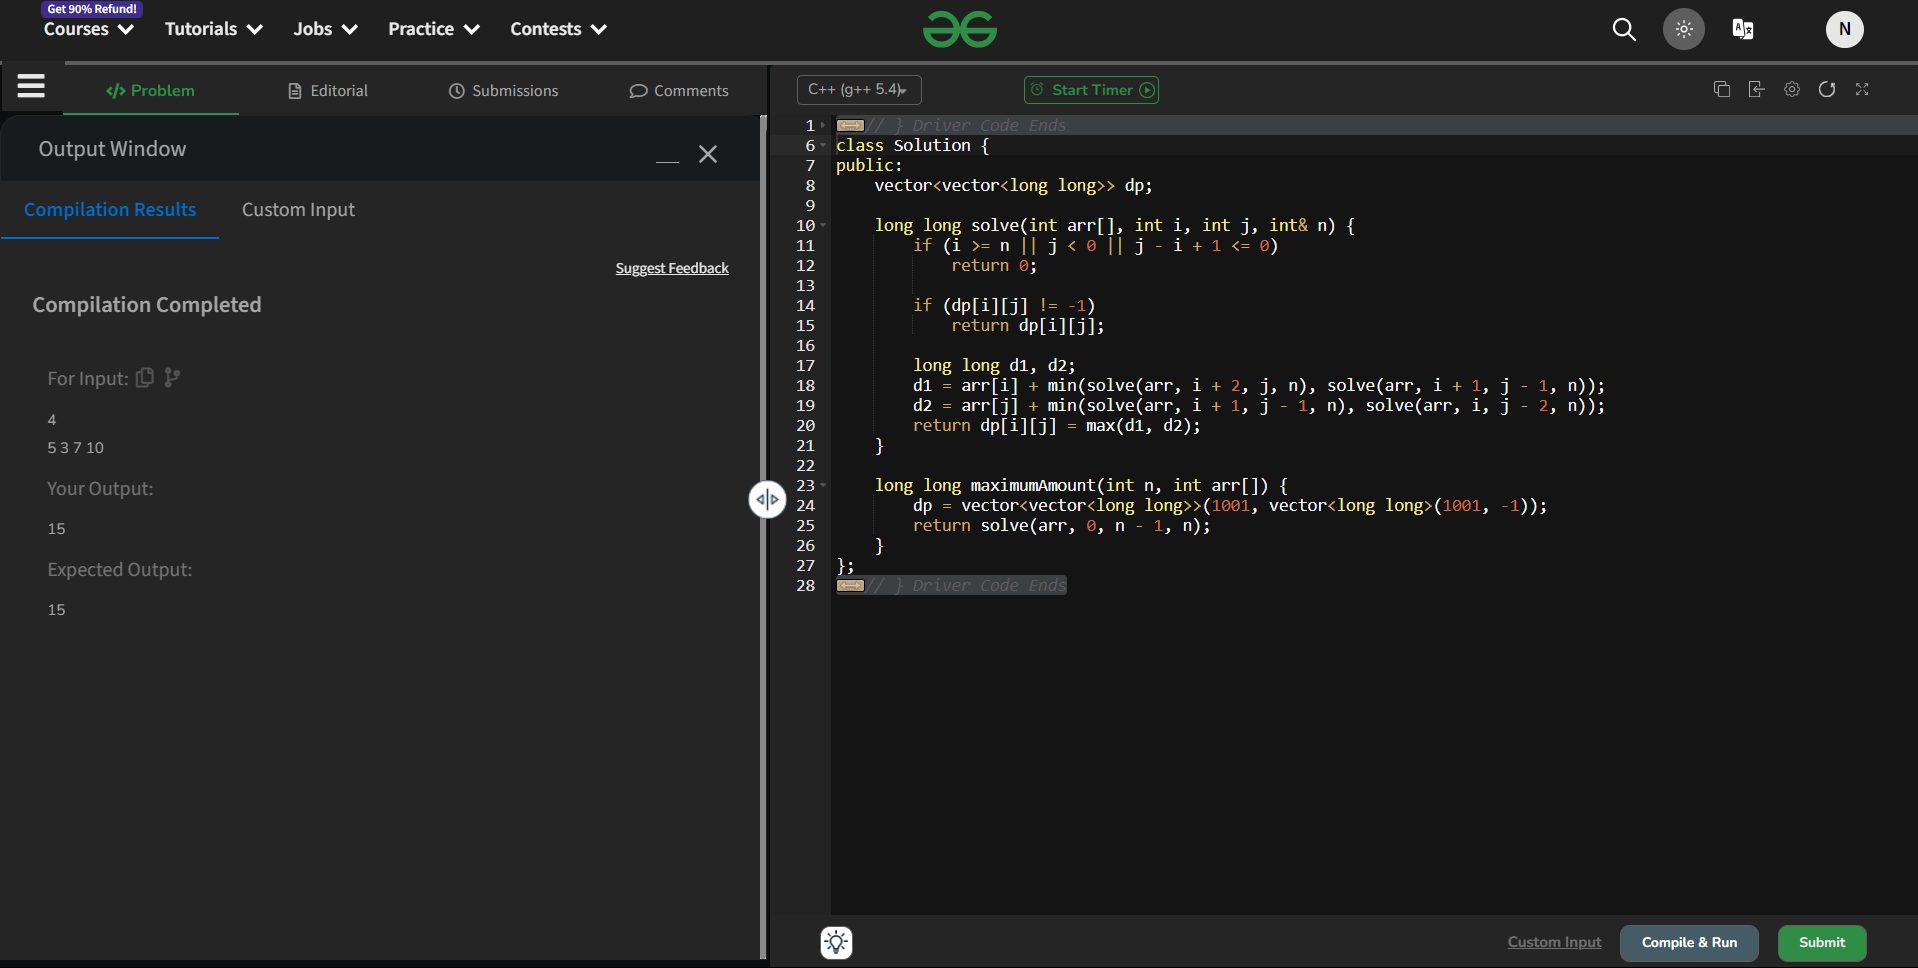 Get 90% Refund!
Courses Tutorials Jobs Practice Contests N
Problem Editorial Submissions Comments
Output Window
Compilation Results Custom Input
Suggest Feedback
Compilation Completed
For Input:
4
5 3 7 10
Your Output:
15
Expected Output:
15
C++ (g++ 5.4) Start Timer
1 // } Driver Code Ends
6 class Solution {
7 public:
8     vector<vector<long long>> dp;
9
10     long long solve(int arr[], int i, int j, int& n) {
11         if (i >= n || j < 0 || j - i + 1 <= 0)
12             return 0;
13
14         if (dp[i][j] != -1)
15             return dp[i][j];
16
17         long long d1, d2;
18         d1 = arr[i] + min(solve(arr, i + 2, j, n), solve(arr, i + 1, j - 1, n));
19         d2 = arr[j] + min(solve(arr, i + 1, j - 1, n), solve(arr, i, j - 2, n));
20         return dp[i][j] = max(d1, d2);
21     }
22
23     long long maximumAmount(int n, int arr[]) {
24         dp = vector<vector<long long>>(1001, vector<long long>(1001, -1));
25         return solve(arr, 0, n - 1, n);
26     }
27 };
28 // } Driver Code Ends
Custom Input Compile & Run Submit